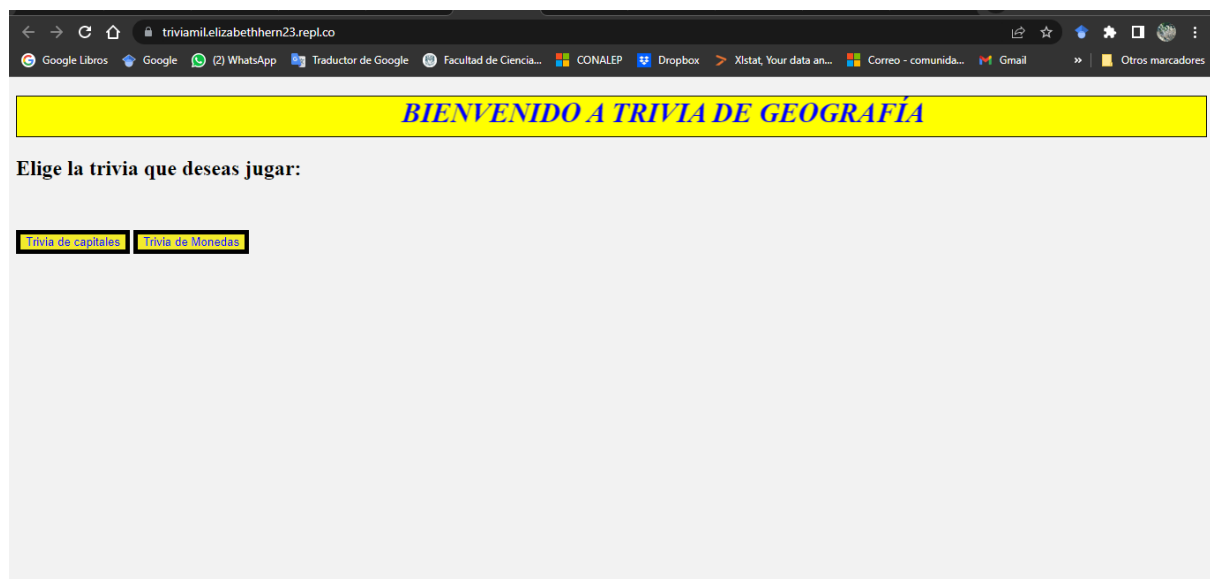 triviamil.elizabethhern23.repl.co
Google Libros Google (2) WhatsApp Traductor de Google Facultad de Ciencia... CONALEP Dropbox Xlstat, Your data an... Correo - comunida... Gmail » Otros marcadores
BIENVENIDO A TRIVIA DE GEOGRAFÍA
Elige la trivia que deseas jugar:
Trivia de capitales Trivia de Monedas